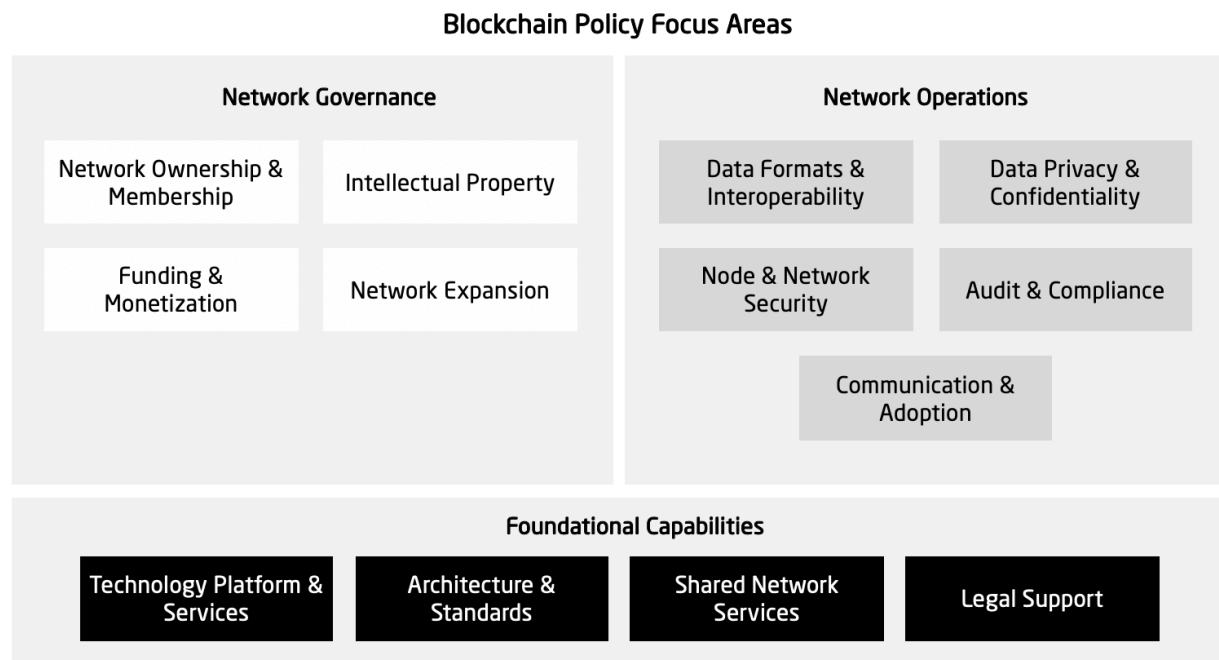 Blockchain Policy Focus Areas
Network Governance
Network Ownership &
Membership
Intellectual Property
Funding &
Monetization
Network Expansion
Network Operations
Data Formats &
Interoperability
Data Privacy &
Confidentiality
Node & Network
Security
Audit & Compliance
Communication &
Adoption
Foundational Capabilities
Technology Platform &
Services
Architecture &
Standards
Shared Network
Services
Legal Support